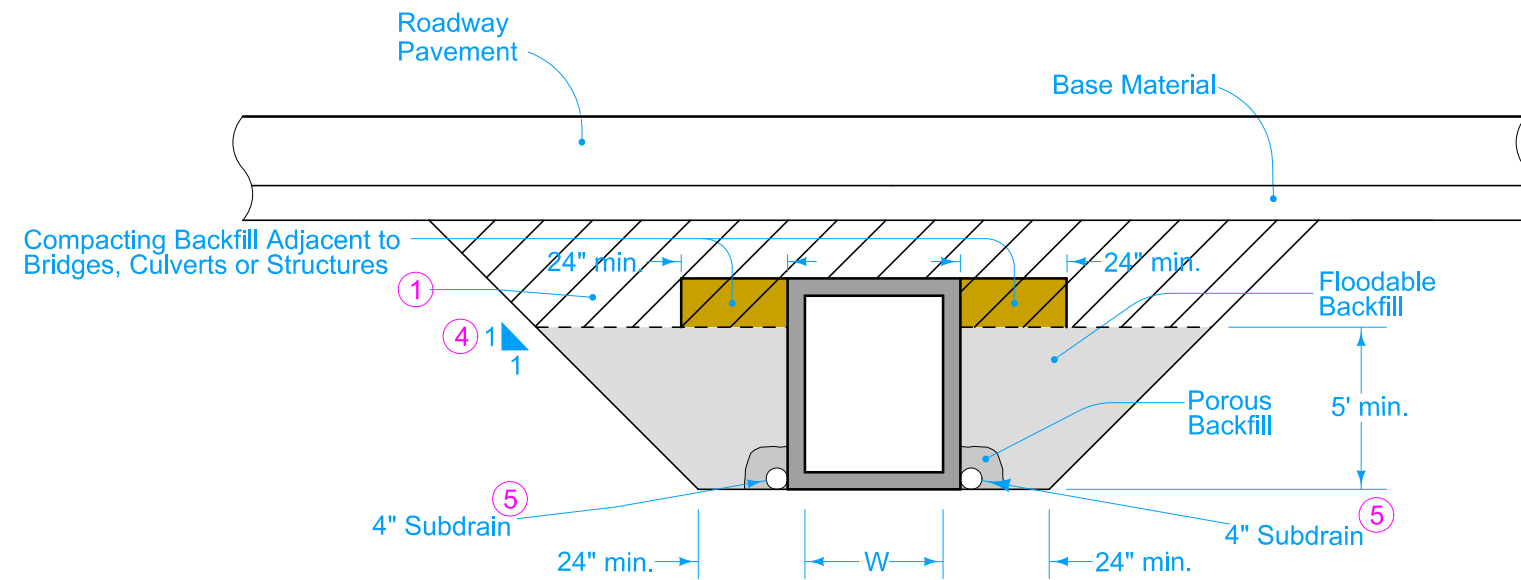 Roadway
Pavement
Base Material
Compacting Backfill Adjacent to
Bridges, Culverts or Structures
24" min.
24" min.
1
Floodable
Backfill
4
1
1
Porous
Backfill
5' min.
5
4" Subdrain
5
4" Subdrain
24" min.
W
24" min.